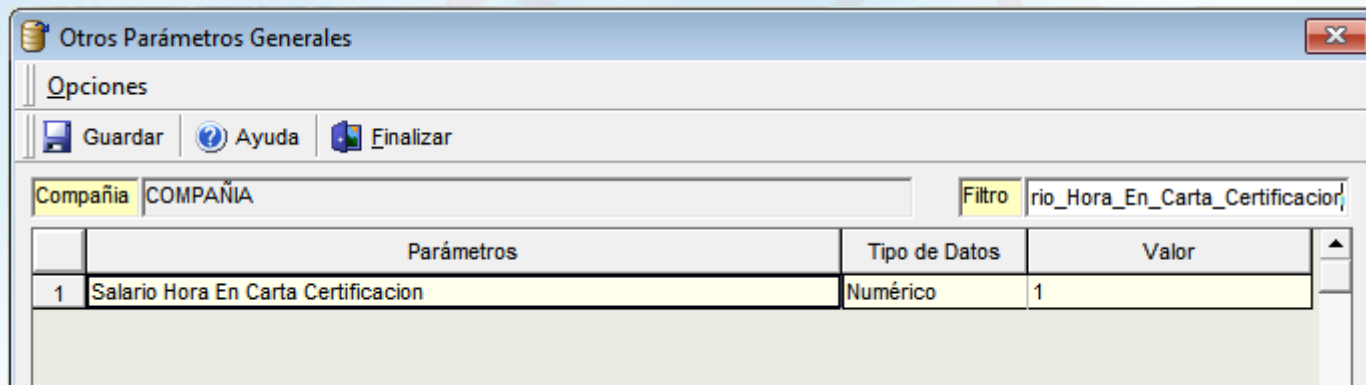 Otros Parámetros Generales
Opciones
Guardar Ayuda Finalizar
Compañia COMPAÑIA Filtro rio_Hora_En_Carta_Certificacion
Parámetros Tipo de Datos Valor
1 Salario Hora En Carta Certificacion Numérico 1